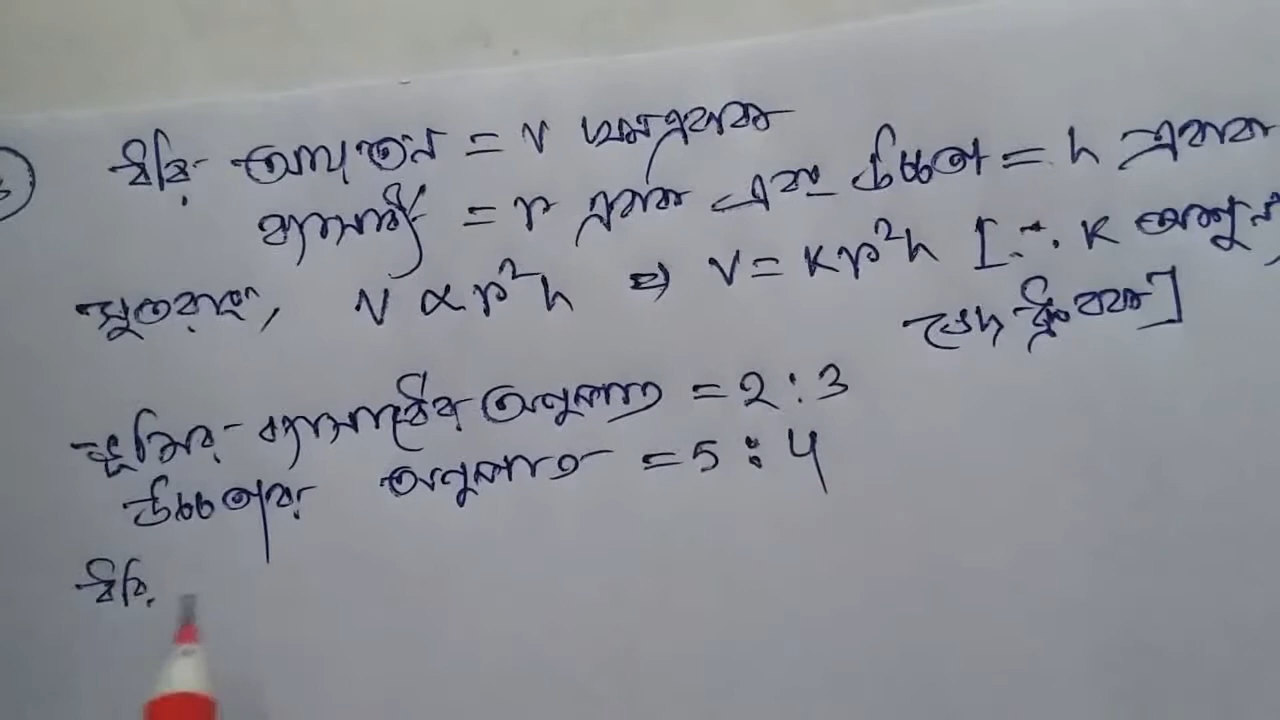 ধরি আয়তন = V ঘনএকক
ব্যাসার্ধ = r একক এবং উচ্চতা = h একক
সুতরাং, V ∝ r²h ⇒ V = Kr²h [∵ K অশূন্য
ভেদ ধ্রুবক]
ভূমির ব্যাসার্ধের অনুপাত = 2 : 3
উচ্চতার অনুপাত = 5 : 4
ধরি